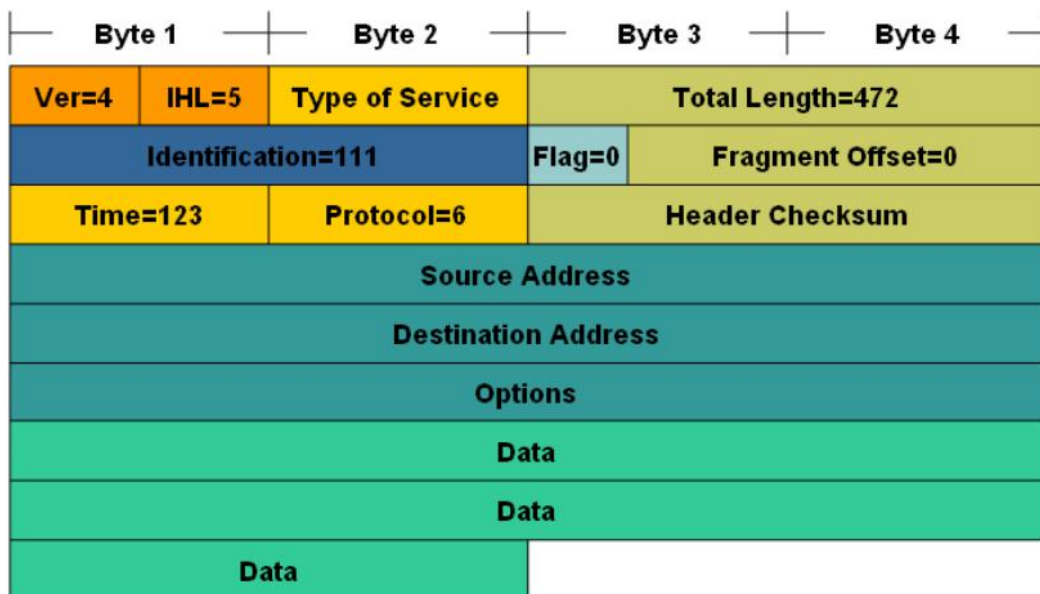 Byte 1 Byte 2 Byte 3 Byte 4
Ver=4 IHL=5 Type of Service Total Length=472
Identification=111 Flag=0 Fragment Offset=0
Time=123 Protocol=6 Header Checksum
Source Address
Destination Address
Options
Data
Data
Data